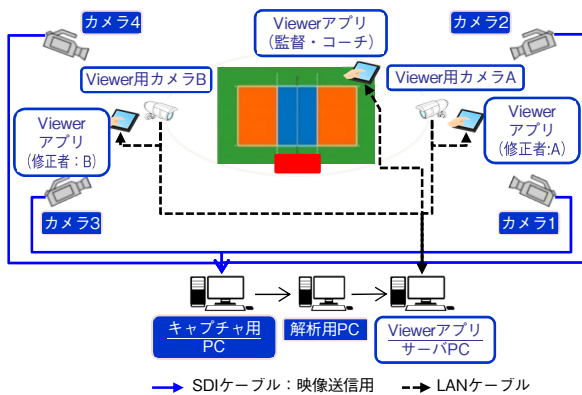 カメラ4
Viewerアプリ
（監督・コーチ）
カメラ2
Viewer用カメラB
Viewer用カメラA
Viewer
アプリ
（修正者：B）
Viewer
アプリ
（修正者:A）
カメラ3
カメラ1
キャプチャ用
PC
解析用PC
Viewerアプリ
サーバPC
SDIケーブル：映像送信用
LANケーブル